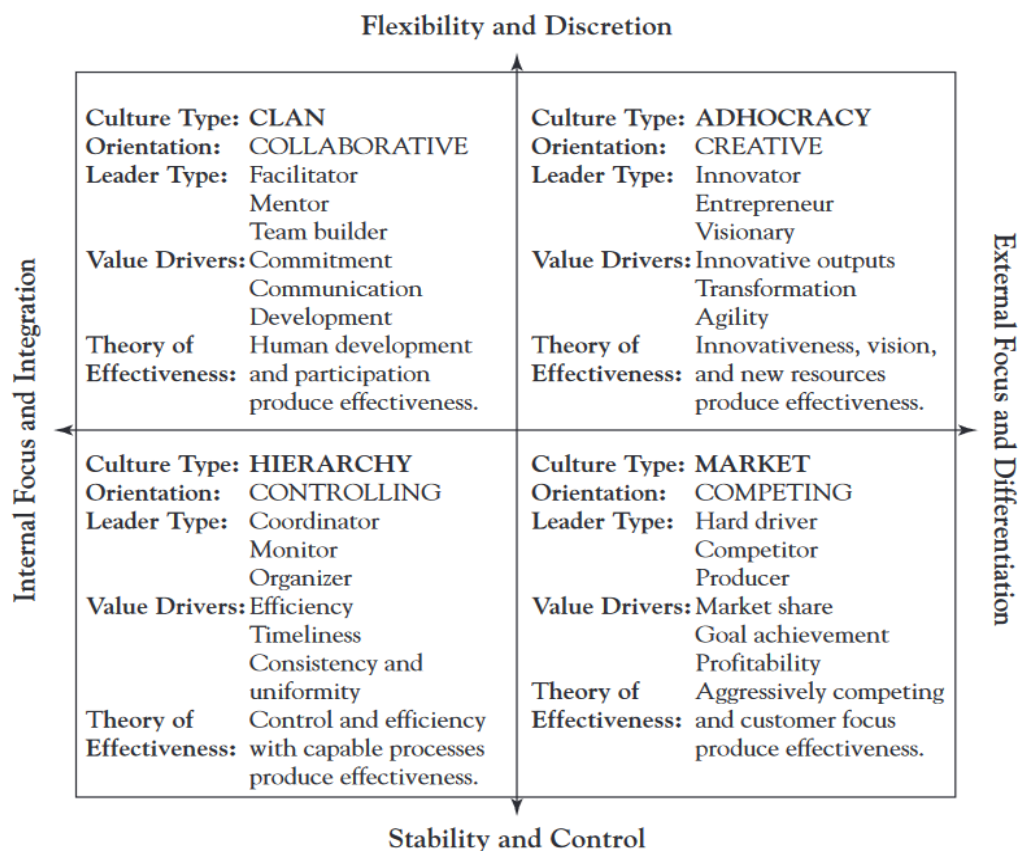 Flexibility and Discretion
Internal Focus and Integration
Culture Type: CLAN
Orientation: COLLABORATIVE
Leader Type: Facilitator
Mentor
Team builder
Value Drivers: Commitment
Communication
Development
Theory of Human development
Effectiveness: and participation
produce effectiveness.
Culture Type: ADHOCRACY
Orientation: CREATIVE
Leader Type: Innovator
Entrepreneur
Visionary
Value Drivers: Innovative outputs
Transformation
Agility
Theory of Innovativeness, vision,
Effectiveness: and new resources
produce effectiveness.
Culture Type: HIERARCHY
Orientation: CONTROLLING
Leader Type: Coordinator
Monitor
Organizer
Value Drivers: Efficiency
Timeliness
Consistency and
uniformity
Theory of Control and efficiency
Effectiveness: with capable processes
produce effectiveness.
Culture Type: MARKET
Orientation: COMPETING
Leader Type: Hard driver
Competitor
Producer
Value Drivers: Market share
Goal achievement
Profitability
Theory of Aggressively competing
Effectiveness: and customer focus
produce effectiveness.
External Focus and Differentiation
Stability and Control